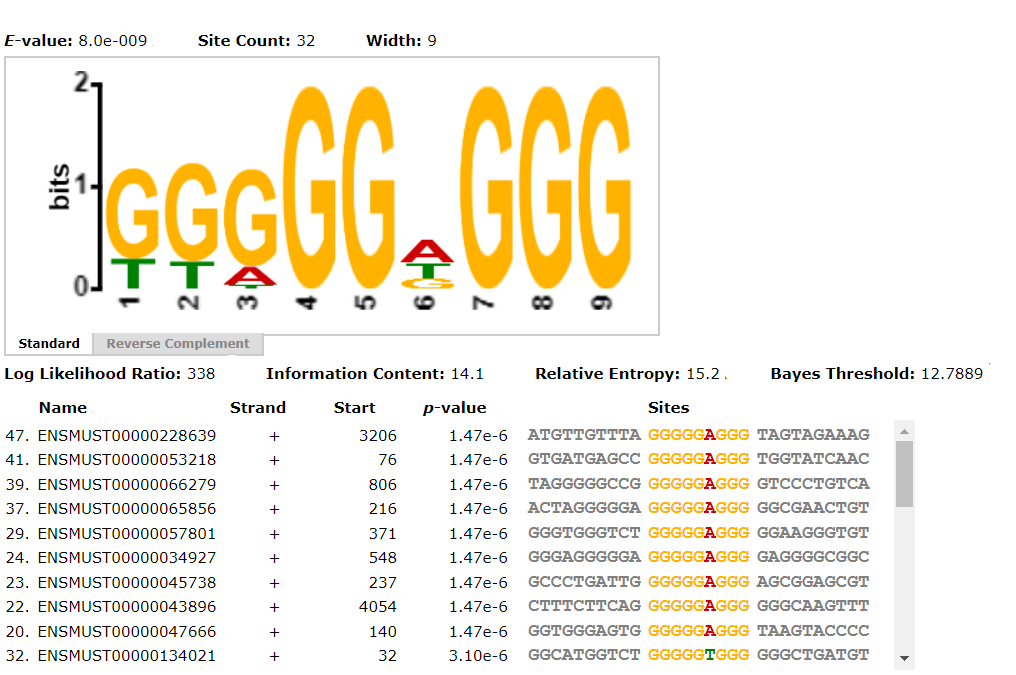 E-value: 8.0e-009 Site Count: 32 Width: 9
2
bits
1
0
G G G G G A G G G
T T A T
T G
1 2 3 4 5 6 7 8 9
Standard Reverse Complement
Log Likelihood Ratio: 338 Information Content: 14.1 Relative Entropy: 15.2 Bayes Threshold: 12.7889
Name Strand Start p-value Sites
47. ENSMUST00000228639 + 3206 1.47e-6 ATGTTGTTTA GGGGGAGGG TAGTAGAAAG
41. ENSMUST00000053218 + 76 1.47e-6 GTGATGAGCC GGGGGAGGG TGGTATCAAC
39. ENSMUST00000066279 + 806 1.47e-6 TAGGGGGCCG GGGGGAGGG GTCCCTGTCA
37. ENSMUST00000065856 + 216 1.47e-6 ACTAGGGGGA GGGGGAGGG GGCGAACTGT
29. ENSMUST00000057801 + 371 1.47e-6 GGGTGGGTCT GGGGGAGGG GGAAGGGTGT
24. ENSMUST00000034927 + 548 1.47e-6 GGGAGGGGGA GGGGGAGGG GAGGGGCGGC
23. ENSMUST00000045738 + 237 1.47e-6 GCCCTGATTG GGGGGAGGG AGCGGAGCGT
22. ENSMUST00000043896 + 4054 1.47e-6 CTTTCTTCAG GGGGGAGGG GGGCAAGTTT
20. ENSMUST00000047666 + 140 1.47e-6 GGTGGGAGTG GGGGGAGGG TAAGTACCCC
32. ENSMUST00000134021 + 32 3.10e-6 GGCATGGTCT GGGGGTGGG GGGCTGATGT